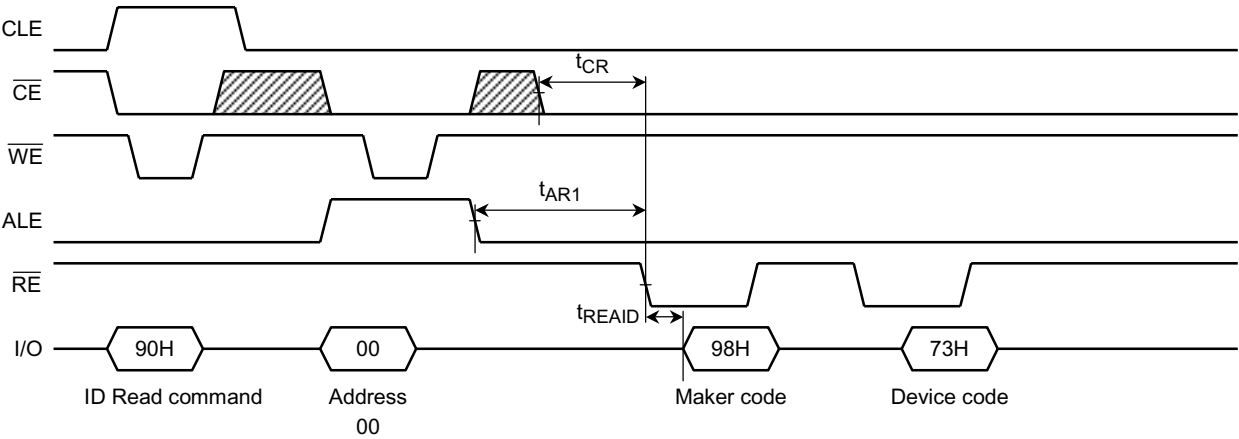 CLE
tCR
CE
WE
tAR1
ALE
RE
tREAID
I/O 90H 00 98H 73H
ID Read command Address Maker code Device code
00